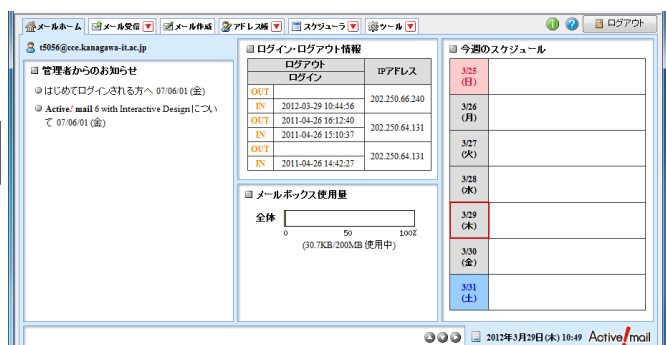 メールホーム メール受信 メール作成 アドレス帳 スケジューラ ツール ログアウト
t5056@cce.kanagawa-it.ac.jp
管理者からのお知らせ
はじめてログインされる方へ 07/06/01 (金)
Active! mail 6 with Interactive Design につい
て 07/06/01 (金)
ログイン・ログアウト情報
ログアウト
ログイン
IPアドレス
OUT
IN 2012-03-29 10:44:56
202.250.66.240
OUT 2011-04-26 16:12:40
IN 2011-04-26 15:10:37
202.250.64.131
OUT
IN 2011-04-26 14:42:27
202.250.64.131
メールボックス使用量
全体
0 50 100%
(30.7KB/200MB 使用中)
今週のスケジュール
3/25
(日)
3/26
(月)
3/27
(火)
3/28
(水)
3/29
(木)
3/30
(金)
3/31
(土)
2012年3月29日(木) 10:49 Active! mail